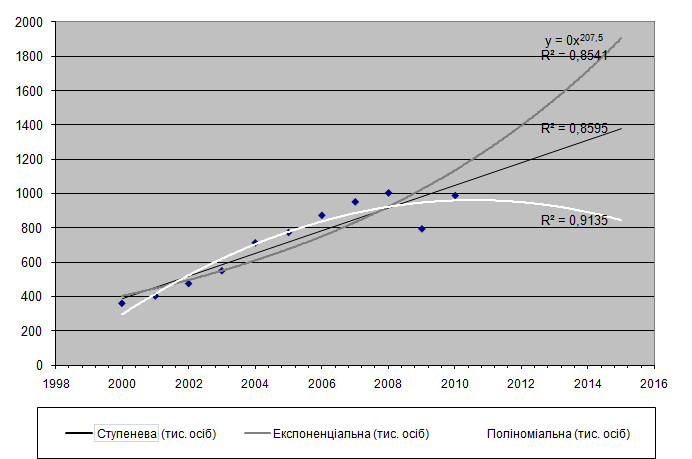 2000
1800
1600
1400
1200
1000
800
600
400
200
0
y = 0x^207,5
R² = 0,8541
R² = 0,8595
R² = 0,9135
1998 2000 2002 2004 2006 2008 2010 2012 2014 2016
Ступенева (тис. осіб) Експоненціальна (тис. осіб) Поліноміальна (тис. осіб)